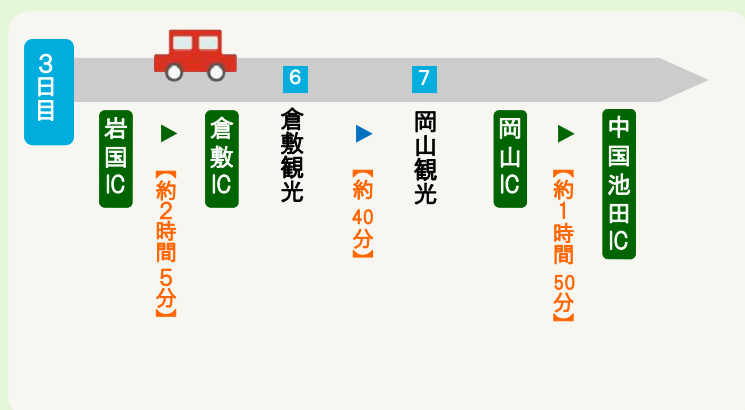 3日目
6
7
岩国IC
【約2時間5分】
倉敷IC
倉敷観光
【約40分】
岡山観光
岡山IC
【約1時間50分】
中国池田IC